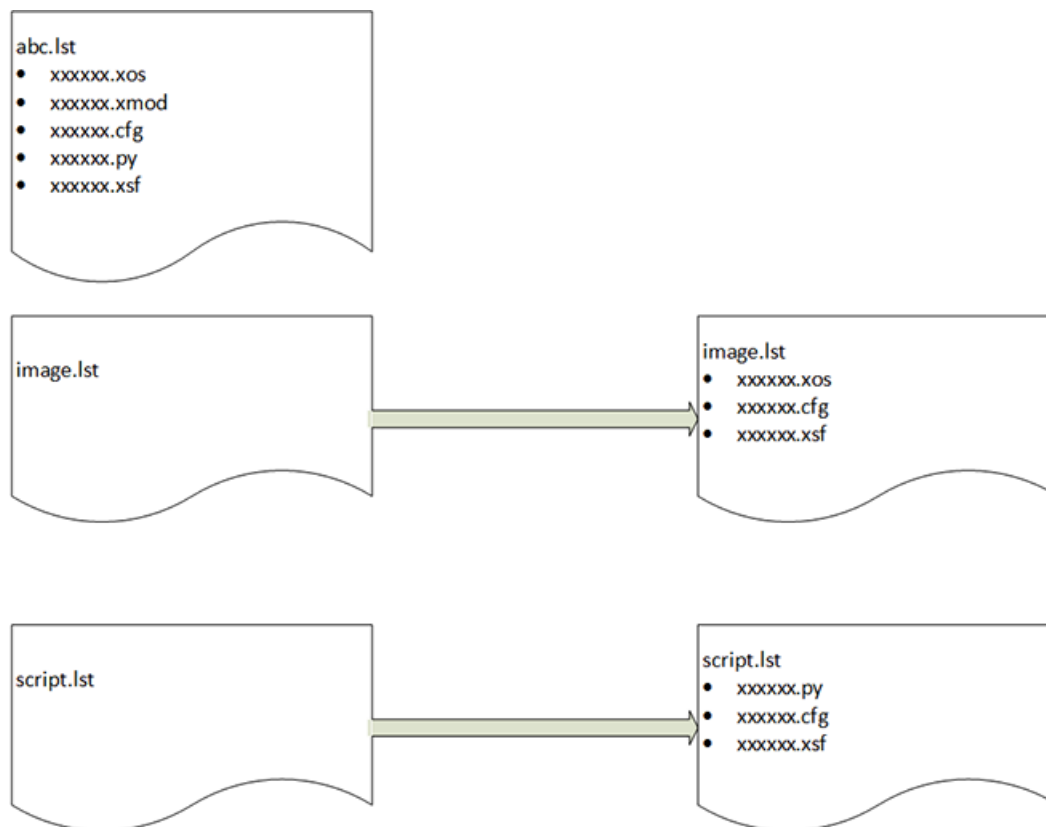 abc.lst
• xxxxxx.xos
• xxxxxx.xmod
• xxxxxx.cfg
• xxxxxx.py
• xxxxxx.xsf
image.lst
image.lst
• xxxxxx.xos
• xxxxxx.cfg
• xxxxxx.xsf
script.lst
script.lst
• xxxxxx.py
• xxxxxx.cfg
• xxxxxx.xsf